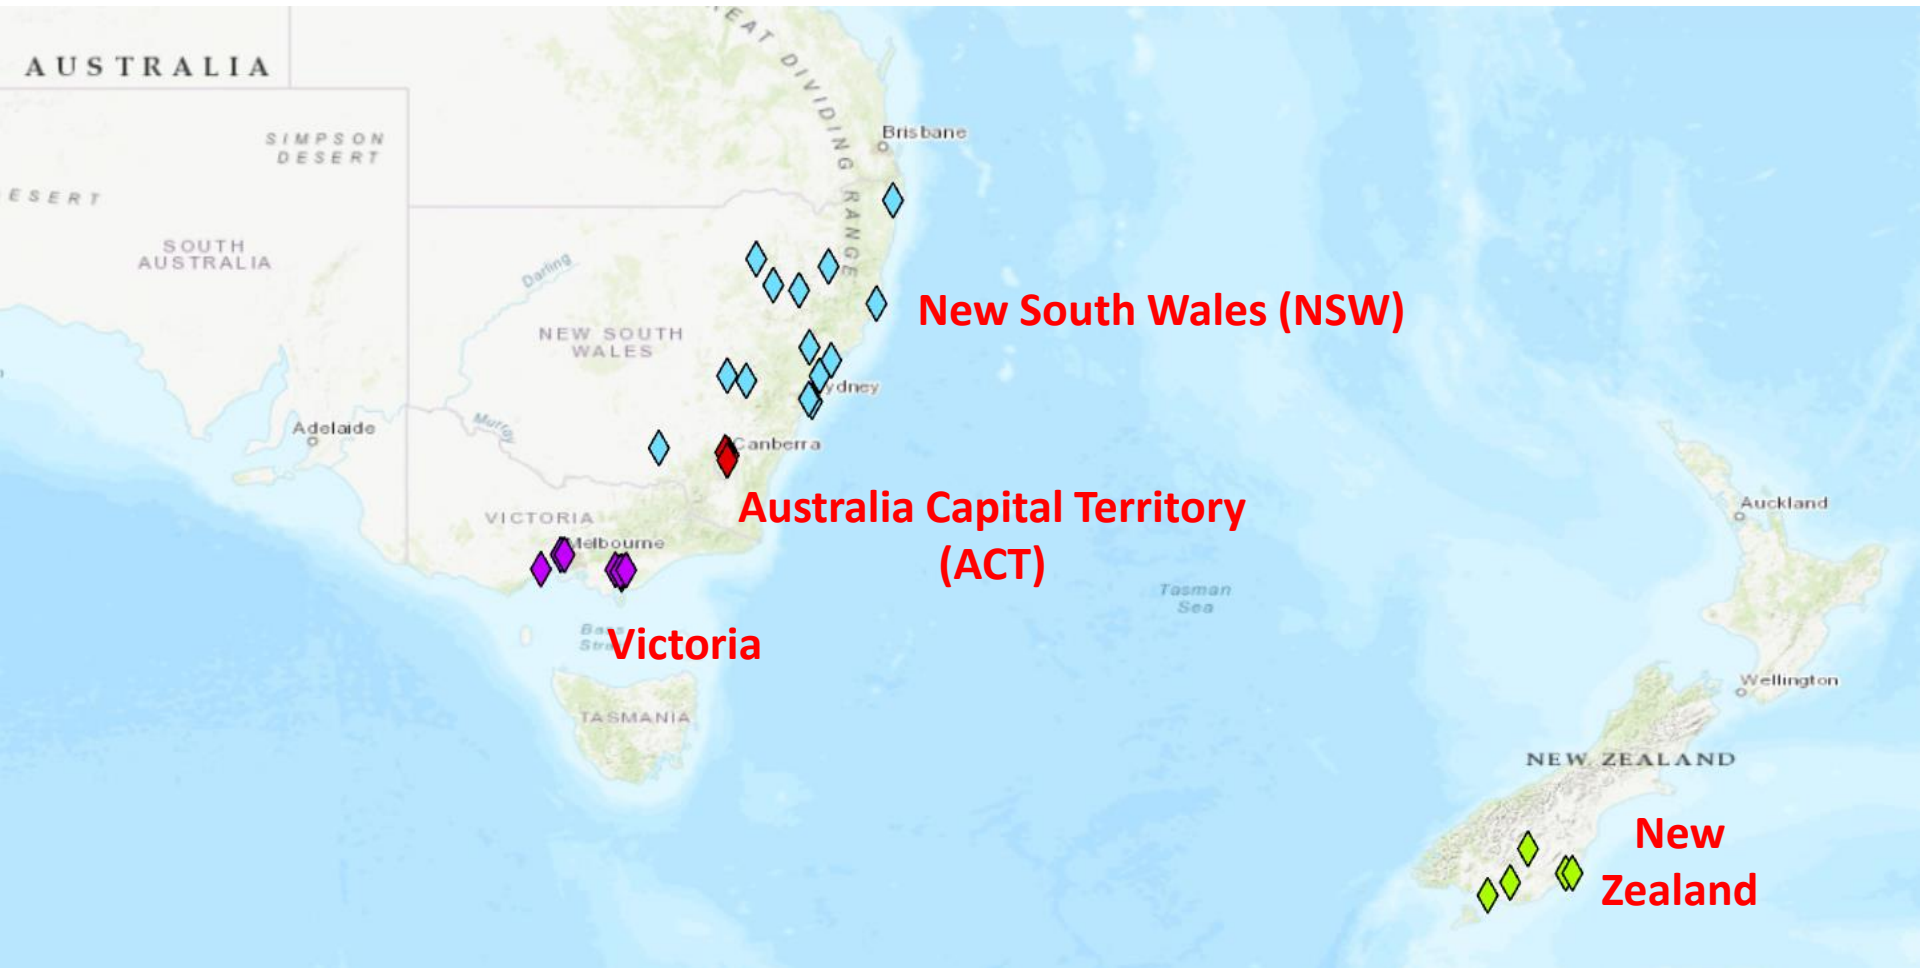 GREAT DIVIDING RANGE
AUSTRALIA
SIMPSON
DESERT
Brisbane
ESERT
SOUTH
AUSTRALIA
Darling
New South Wales (NSW)
NEW SOUTH
WALES
ydney
Adelaide
Murray
Canberra
Australia Capital Territory
(ACT)
VICTORIA
Melbourne
Auckland
Tasman
Sea
Bass
Stra
Victoria
TASMANIA
Wellington
NEW ZEALAND
New
Zealand